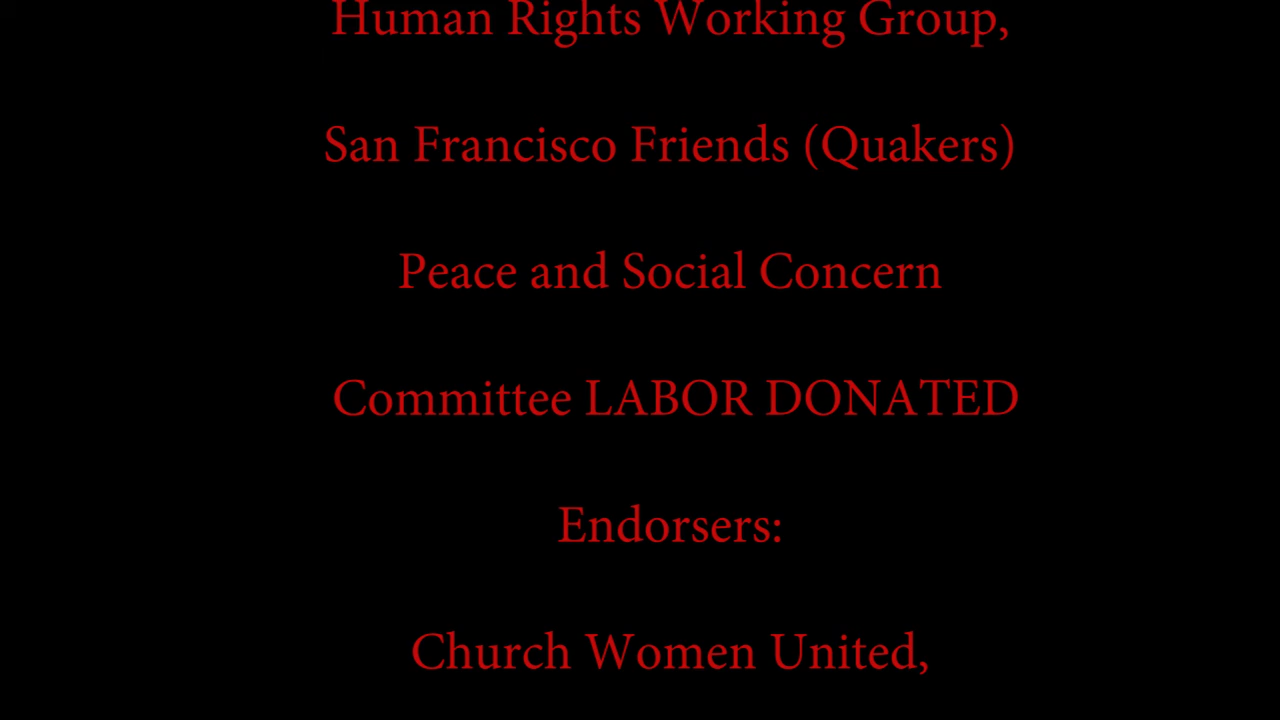 Human Rights Working Group,
San Francisco Friends (Quakers)
Peace and Social Concern
Committee LABOR DONATED
Endorsers:
Church Women United,